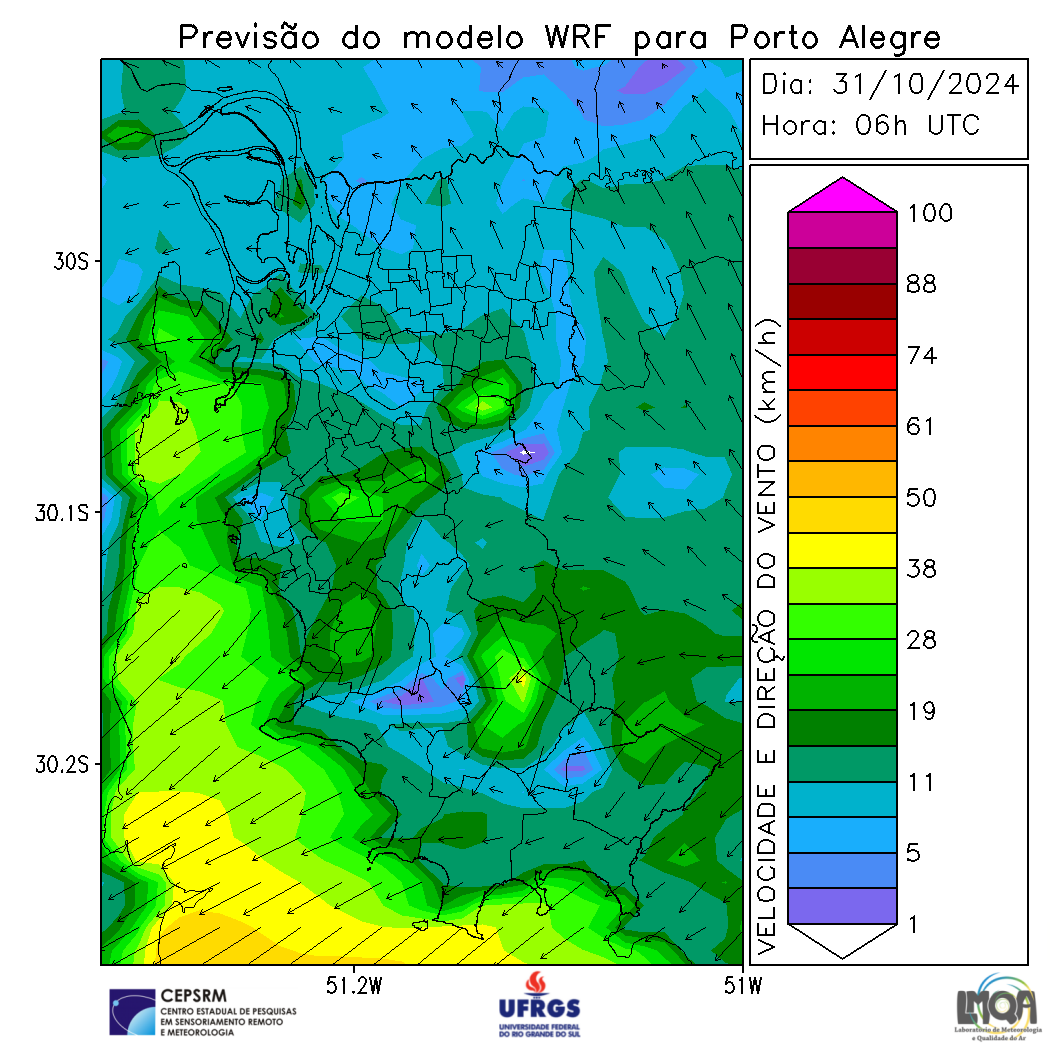 Previsão do modelo WRF para Porto Alegre
Dia: 31/10/2024
Hora: 06h UTC
30S
30.1S
30.2S
51.2W
51W
VELOCIDADE E DIREÇÃO DO VENTO (km/h)
100
88
74
61
50
38
28
19
11
5
1
CEPSRM
CENTRO ESTADUAL DE PESQUISAS
EM SENSORIAMENTO REMOTO
E METEOROLOGIA
UFRGS
UNIVERSIDADE FEDERAL
DO RIO GRANDE DO SUL
LMQA
Laboratório de Meteorologia
e Qualidade do Ar